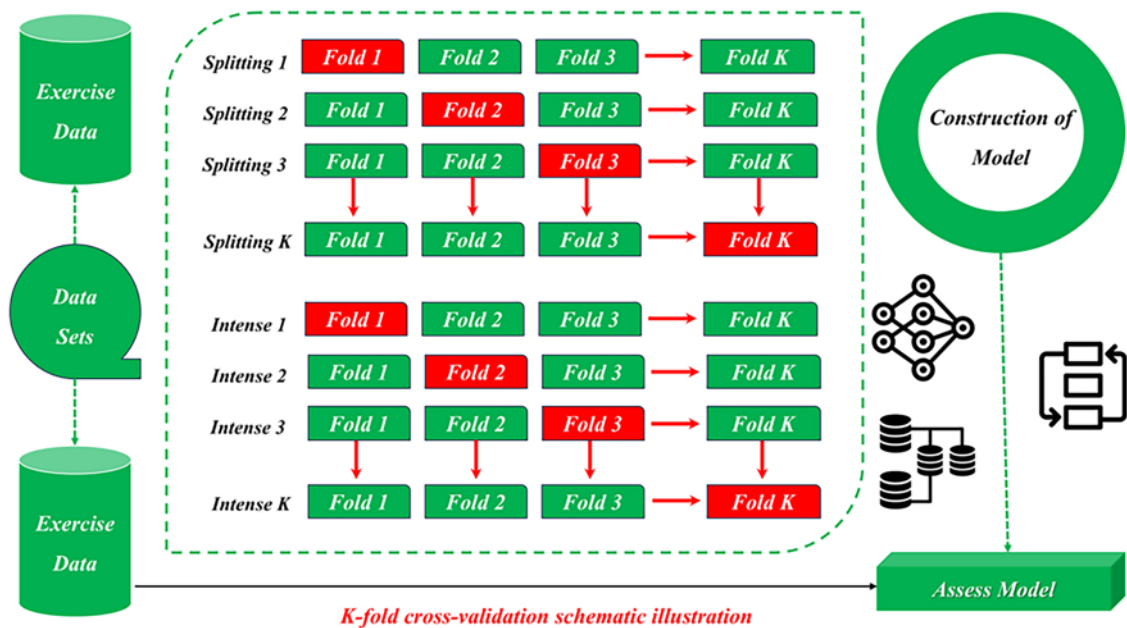 Exercise
Data
Data
Sets
Exercise
Data
Splitting 1 Fold 1 Fold 2 Fold 3 Fold K
Splitting 2 Fold 1 Fold 2 Fold 3 Fold K
Splitting 3 Fold 1 Fold 2 Fold 3 Fold K
Splitting K Fold 1 Fold 2 Fold 3 Fold K
Intense 1 Fold 1 Fold 2 Fold 3 Fold K
Intense 2 Fold 1 Fold 2 Fold 3 Fold K
Intense 3 Fold 1 Fold 2 Fold 3 Fold K
Intense K Fold 1 Fold 2 Fold 3 Fold K
Construction of
Model
Assess Model
K-fold cross-validation schematic illustration